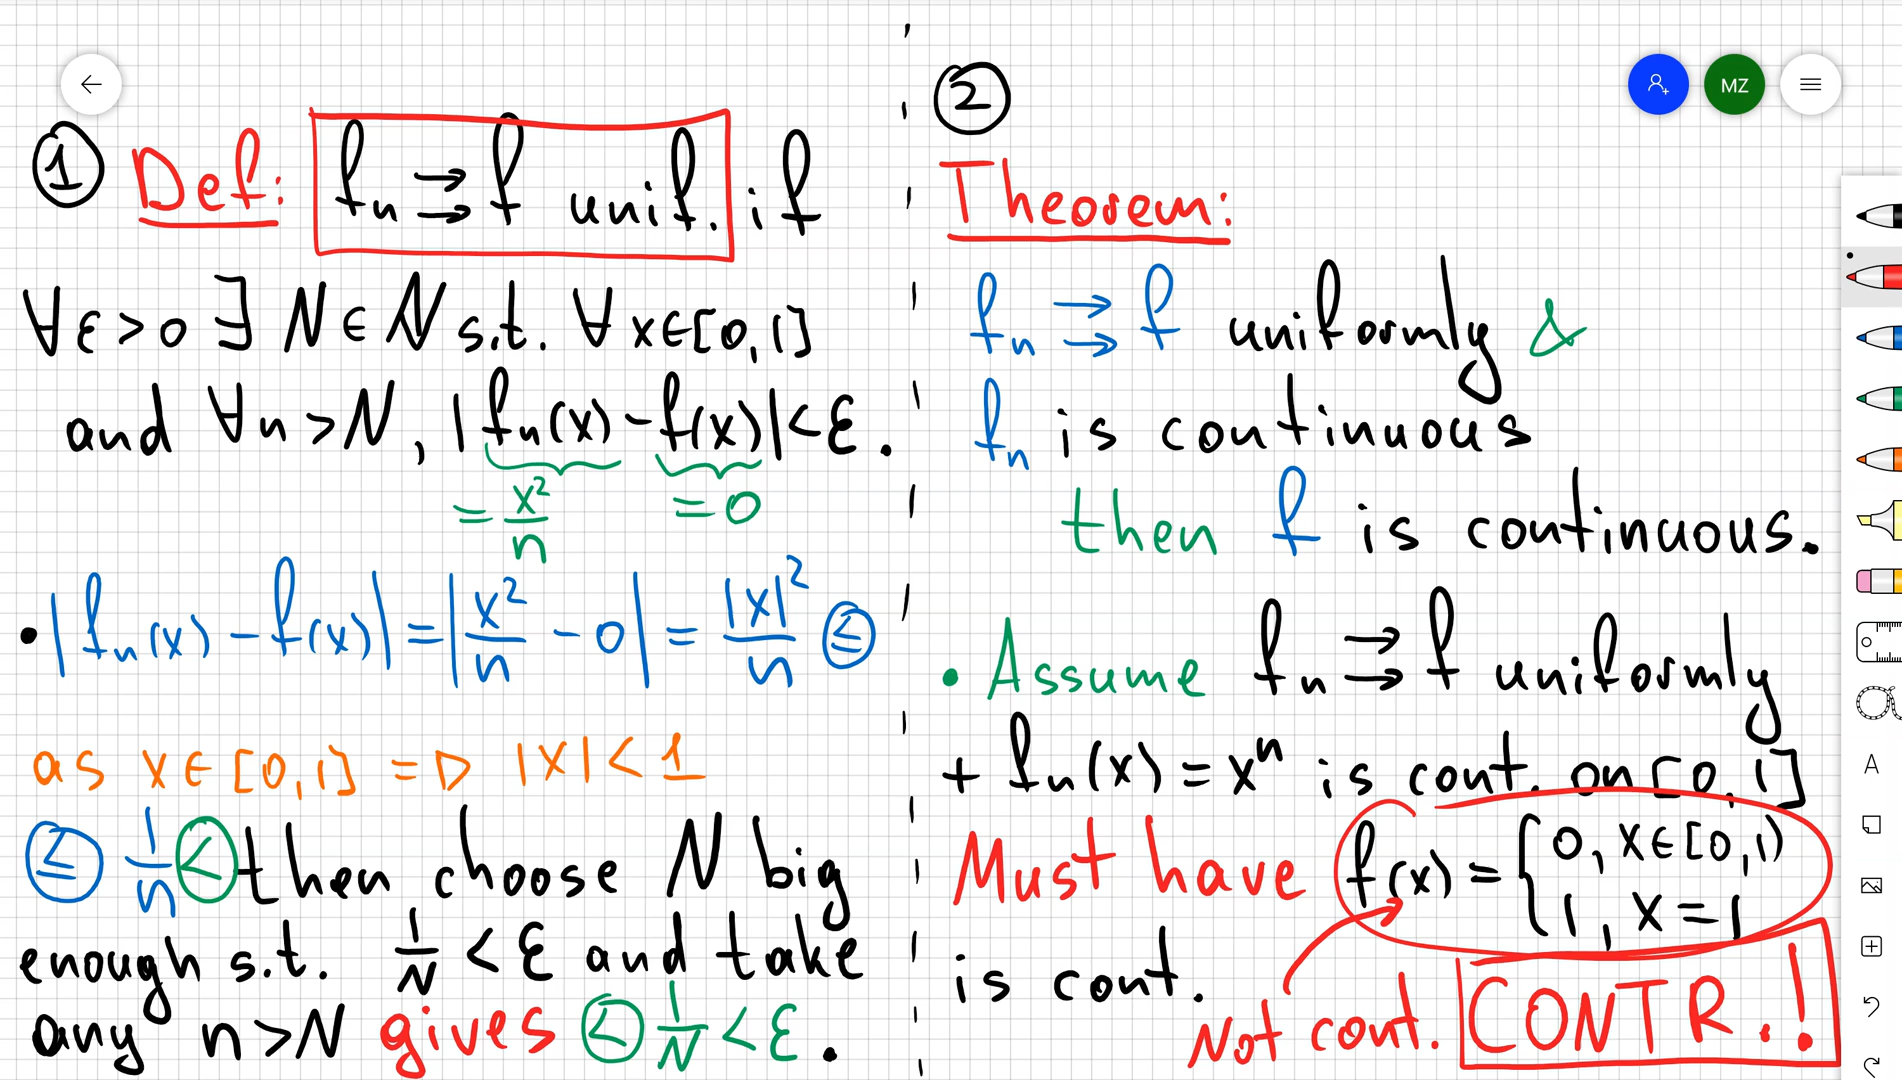 ① Def: fn ⇉ f unif. if
∀ε>0 ∃ N∈ℕ s.t. ∀x∈[0,1]
and ∀n>N, |fn(x) - f(x)|<ε.
= x²/n = 0
• |fn(x) - f(x)| = |x²/n - 0| = |x|²/n ≤
as x∈[0,1] => |x|<1
≤ 1/n < then choose N big
enough s.t. 1/N < ε and take
any n>N gives < 1/N < ε.
②
Theorem:
fn ⇉ f uniformly &
fn is continuous
then f is continuous.
• Assume fn ⇉ f uniformly
+ fn(x) = xⁿ is cont. on [0,1]
Must have f(x) = { 0, x∈[0,1)
1, x=1
is cont.
Not cont. CONTR.!
MZ
A